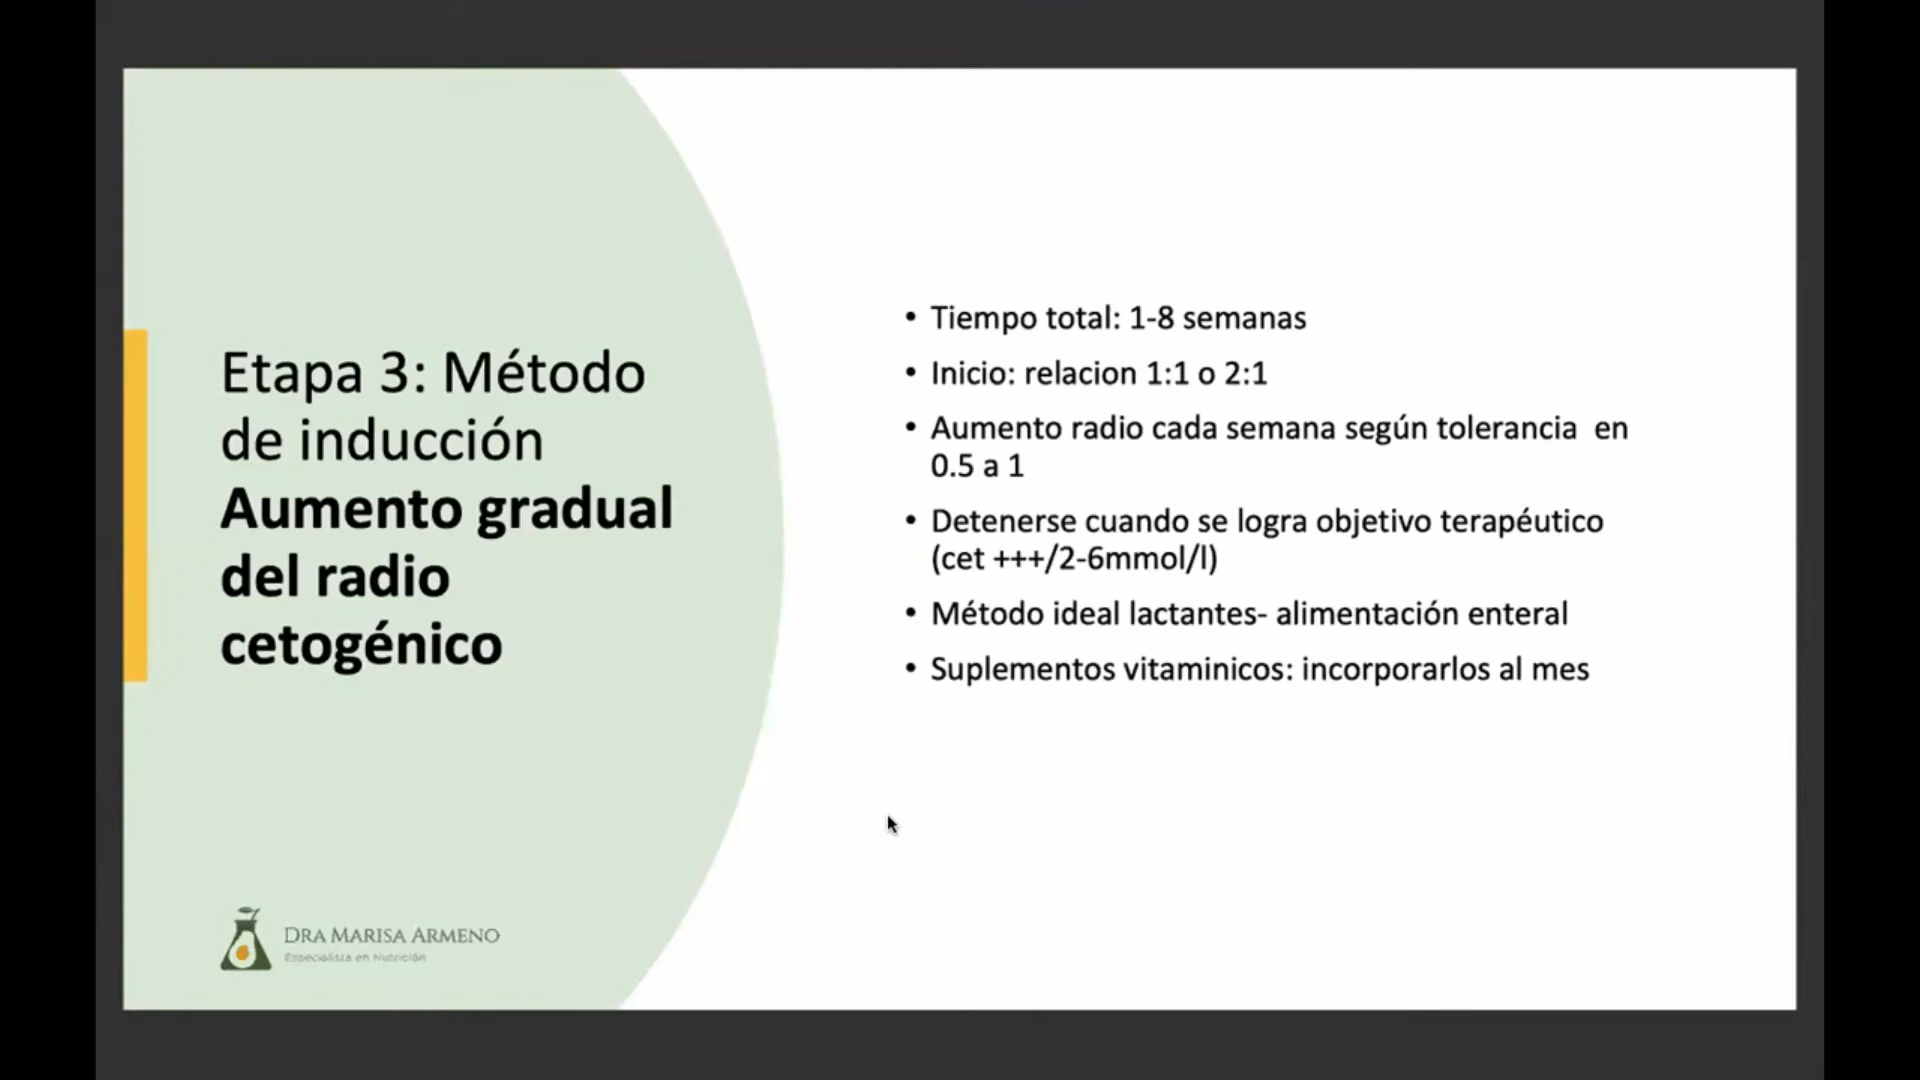 Etapa 3: Método
de inducción
Aumento gradual
del radio
cetogénico
• Tiempo total: 1-8 semanas
• Inicio: relacion 1:1 o 2:1
• Aumento radio cada semana según tolerancia en
0.5 a 1
• Detenerse cuando se logra objetivo terapéutico
(cet +++/2-6mmol/l)
• Método ideal lactantes- alimentación enteral
• Suplementos vitaminicos: incorporarlos al mes
DRA MARISA ARMENO
Especialista en Nutrición